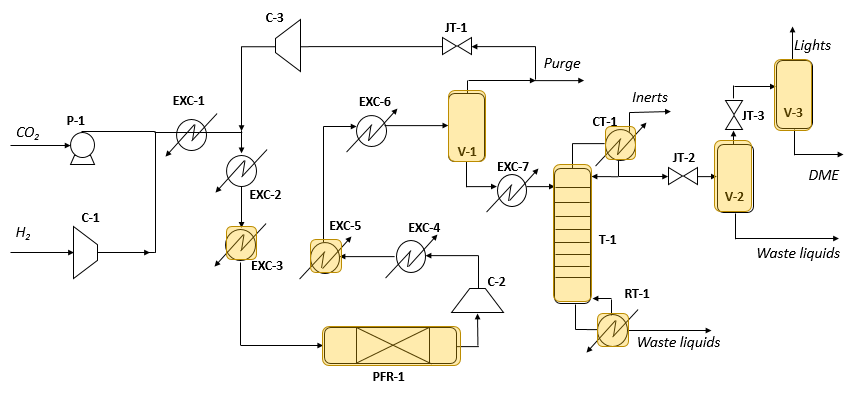 C-3
JT-1
Lights
Purge
EXC-1
EXC-6
Inerts
P-1
CT-1
JT-3
V-3
CO₂
V-1
JT-2
EXC-7
DME
EXC-2
V-2
C-1
EXC-5
EXC-4
T-1
H₂
Waste liquids
EXC-3
C-2
RT-1
Waste liquids
PFR-1